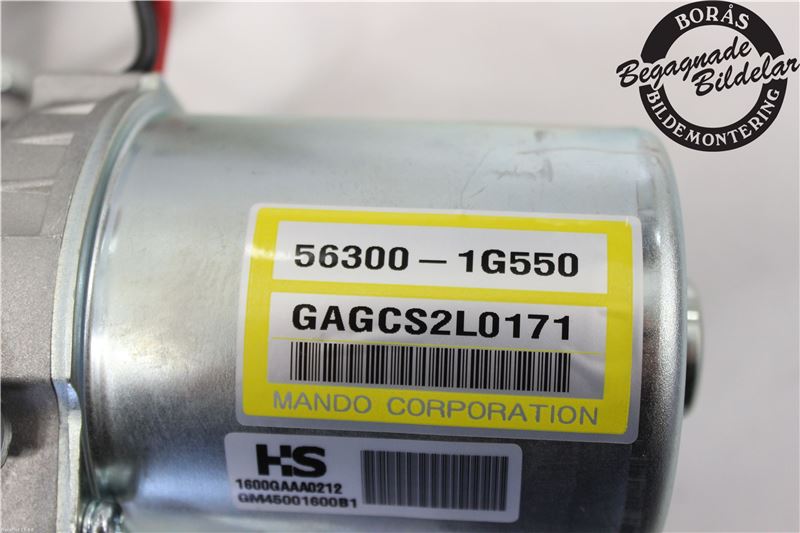 BORÅS
Begagnade
Bildelar
BILDEMONTERING
56300 - 1G550
GAGCS2L0171
MANDO CORPORATION
HS
1600GAAA0212
GM45001600B1